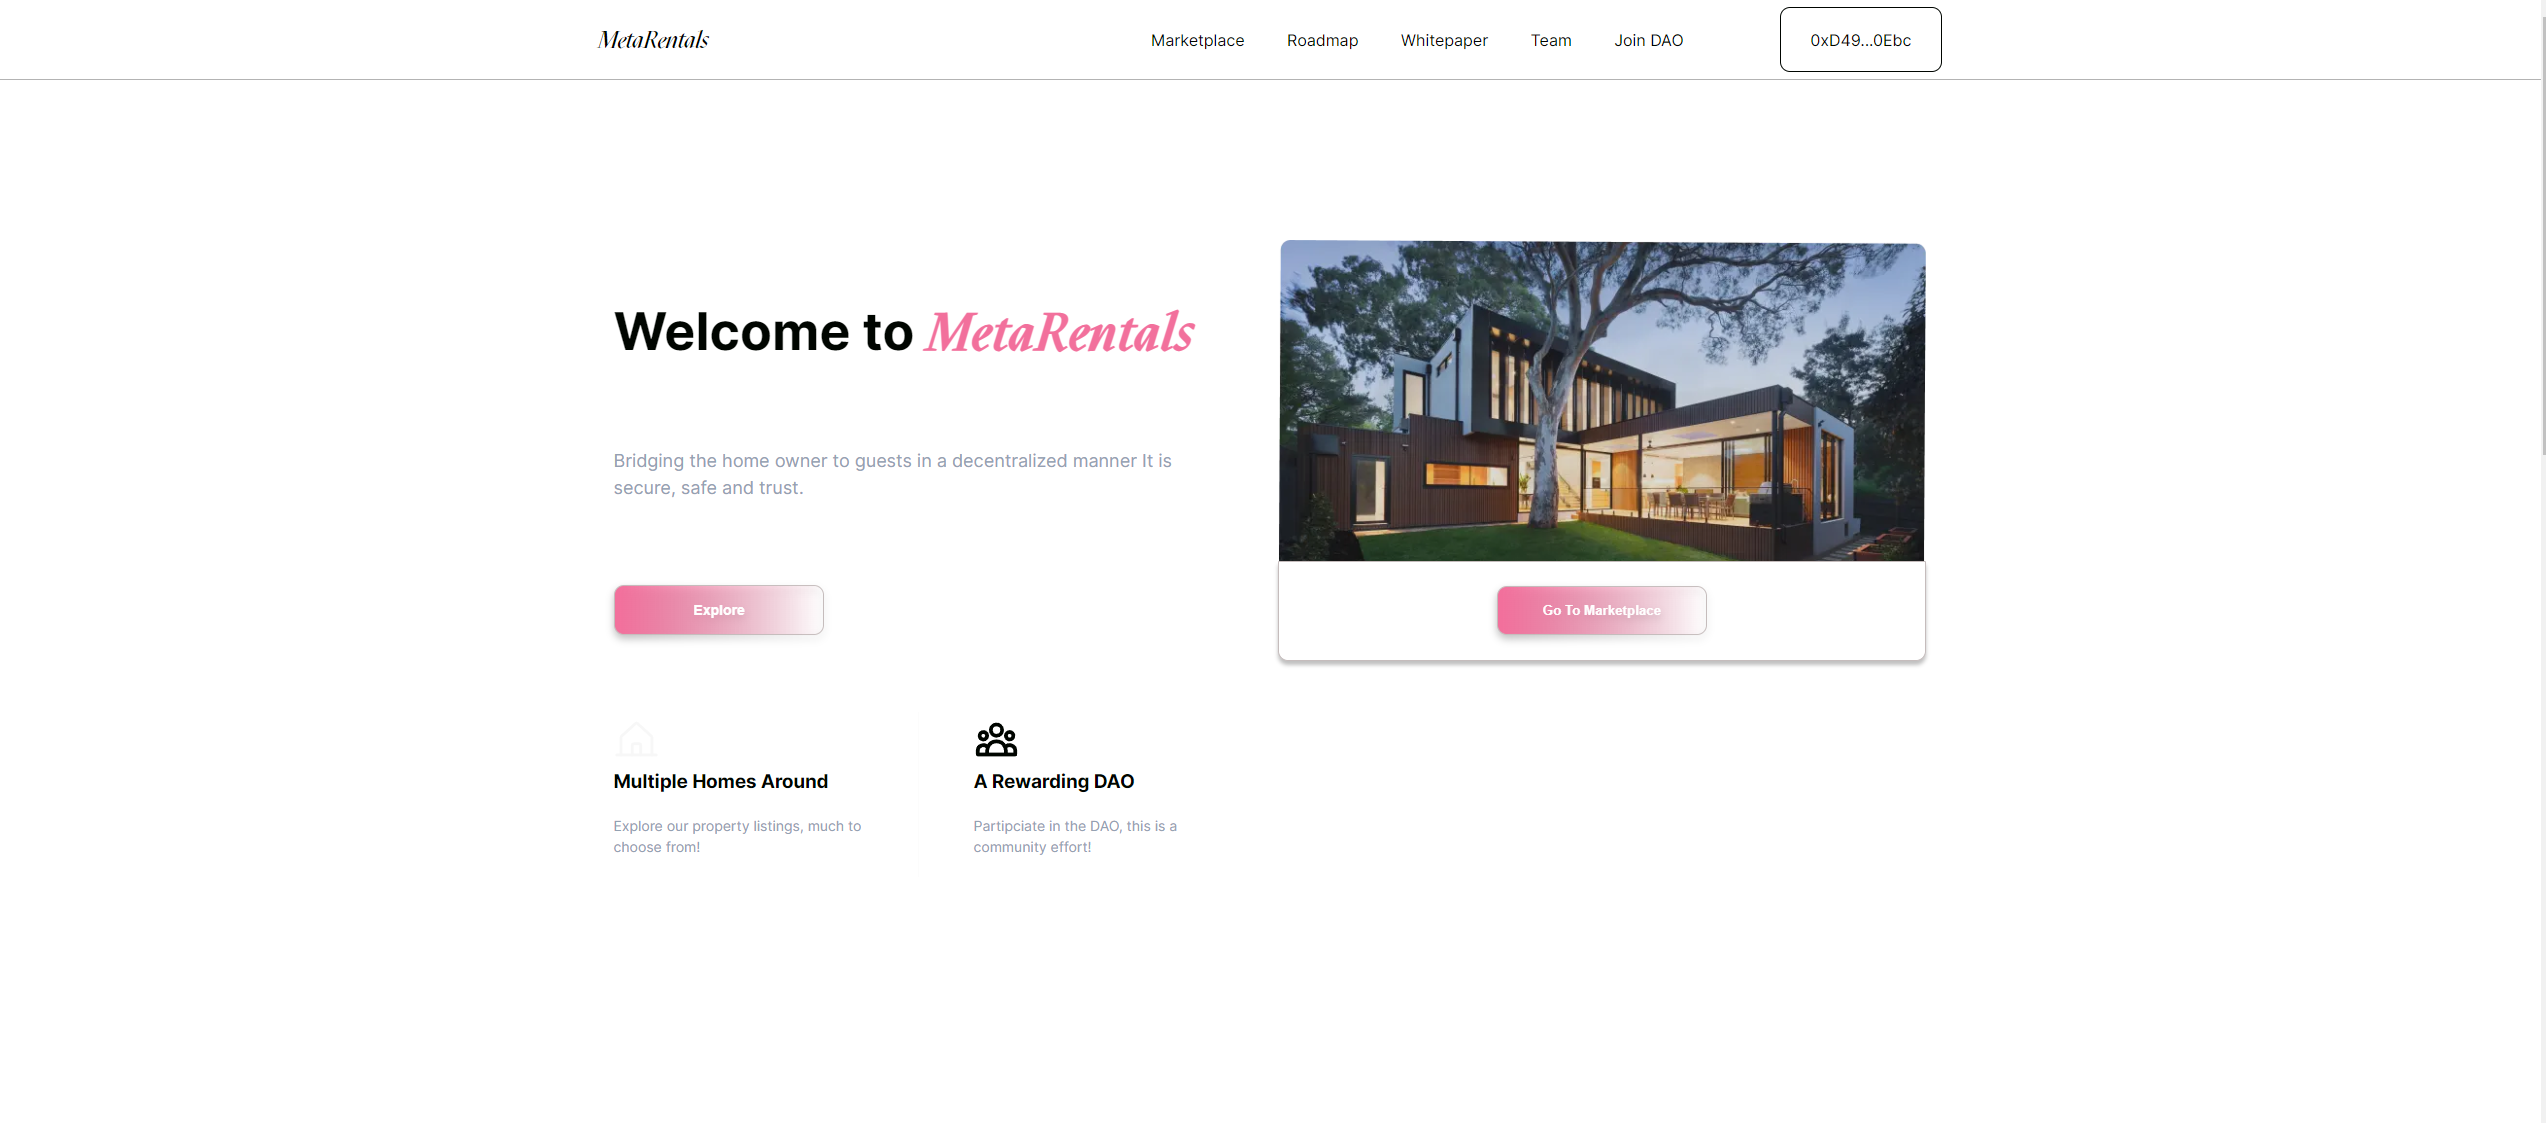 MetaRentals
Marketplace
Roadmap
Whitepaper
Team
Join DAO
0xD49...0Ebc
Welcome to MetaRentals
Bridging the home owner to guests in a decentralized manner It is
secure, safe and trust.
Explore
Go To Marketplace
Multiple Homes Around
Explore our property listings, much to
choose from!
A Rewarding DAO
Partipciate in the DAO, this is a
community effort!